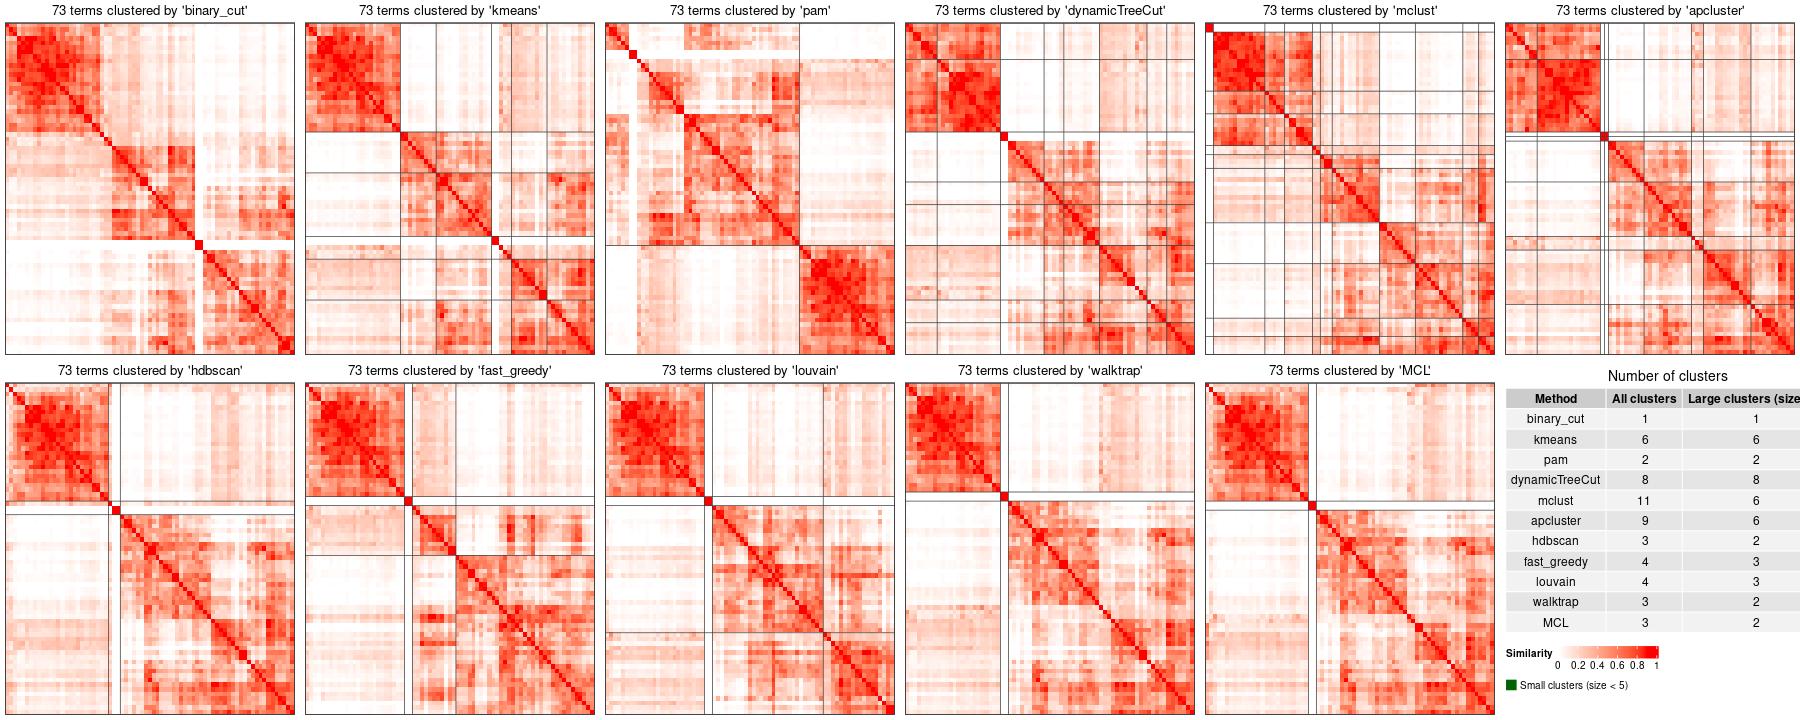 73 terms clustered by 'binary_cut'
73 terms clustered by 'kmeans'
73 terms clustered by 'pam'
73 terms clustered by 'dynamicTreeCut'
73 terms clustered by 'mclust'
73 terms clustered by 'apcluster'
73 terms clustered by 'hdbscan'
73 terms clustered by 'fast_greedy'
73 terms clustered by 'louvain'
73 terms clustered by 'walktrap'
73 terms clustered by 'MCL'
Number of clusters
Method All clusters Large clusters (size
binary_cut 1 1
kmeans 6 6
pam 2 2
dynamicTreeCut 8 8
mclust 11 6
apcluster 9 6
hdbscan 3 2
fast_greedy 4 3
louvain 4 3
walktrap 3 2
MCL 3 2
Similarity
0 0.2 0.4 0.6 0.8 1
Small clusters (size < 5)